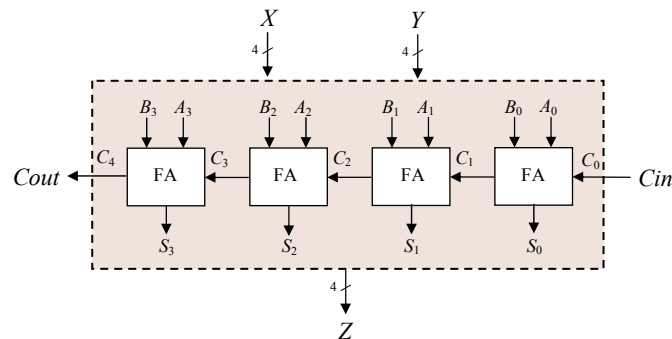 X Y
4 4
B3 A3 B2 A2 B1 A1 B0 A0
C4 C3 C2 C1 C0
Cout FA FA FA FA Cin
S3 S2 S1 S0
4
Z